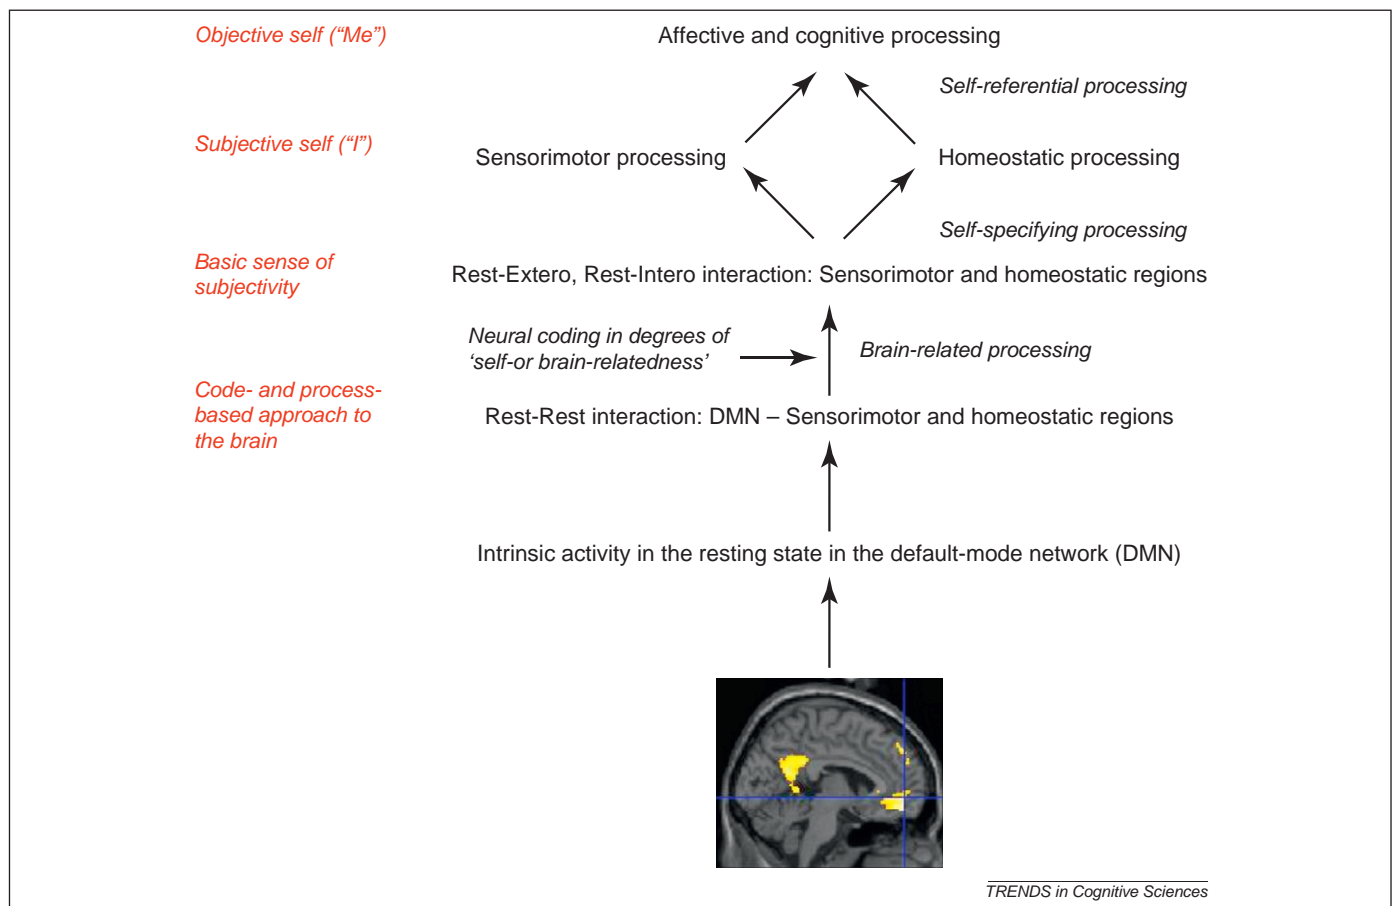 Objective self (“Me”)
Affective and cognitive processing
Self-referential processing
Subjective self (“I”)
Sensorimotor processing
Homeostatic processing
Self-specifying processing
Basic sense of
subjectivity
Rest-Extero, Rest-Intero interaction: Sensorimotor and homeostatic regions
Neural coding in degrees of
‘self-or brain-relatedness’
Brain-related processing
Code- and process-
based approach to
the brain
Rest-Rest interaction: DMN – Sensorimotor and homeostatic regions
Intrinsic activity in the resting state in the default-mode network (DMN)
TRENDS in Cognitive Sciences